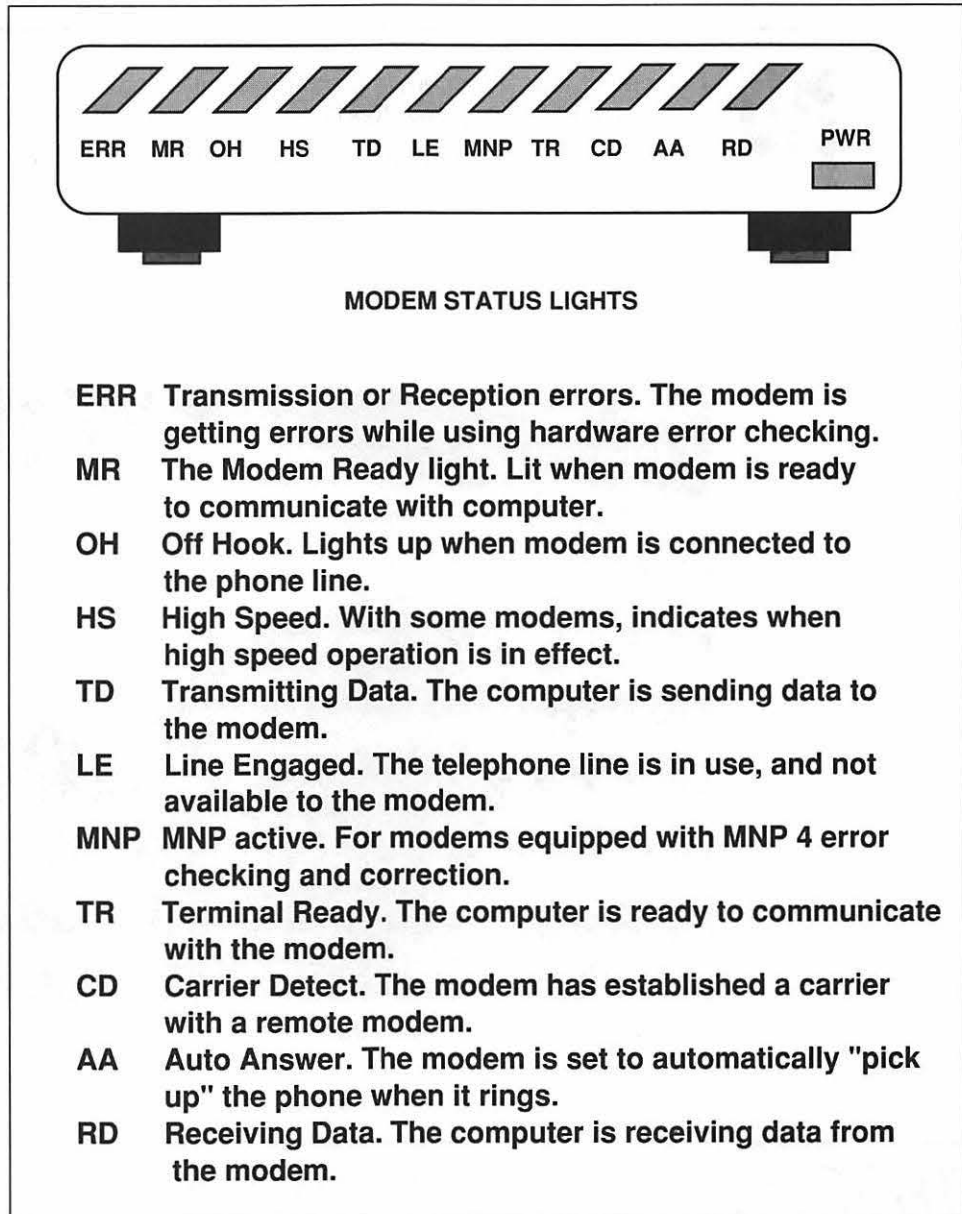 ERR MR OH HS TD LE MNP TR CD AA RD PWR
MODEM STATUS LIGHTS
ERR Transmission or Reception errors. The modem is
getting errors while using hardware error checking.
MR The Modem Ready light. Lit when modem is ready
to communicate with computer.
OH Off Hook. Lights up when modem is connected to
the phone line.
HS High Speed. With some modems, indicates when
high speed operation is in effect.
TD Transmitting Data. The computer is sending data to
the modem.
LE Line Engaged. The telephone line is in use, and not
available to the modem.
MNP MNP active. For modems equipped with MNP 4 error
checking and correction.
TR Terminal Ready. The computer is ready to communicate
with the modem.
CD Carrier Detect. The modem has established a carrier
with a remote modem.
AA Auto Answer. The modem is set to automatically "pick
up" the phone when it rings.
RD Receiving Data. The computer is receiving data from
the modem.